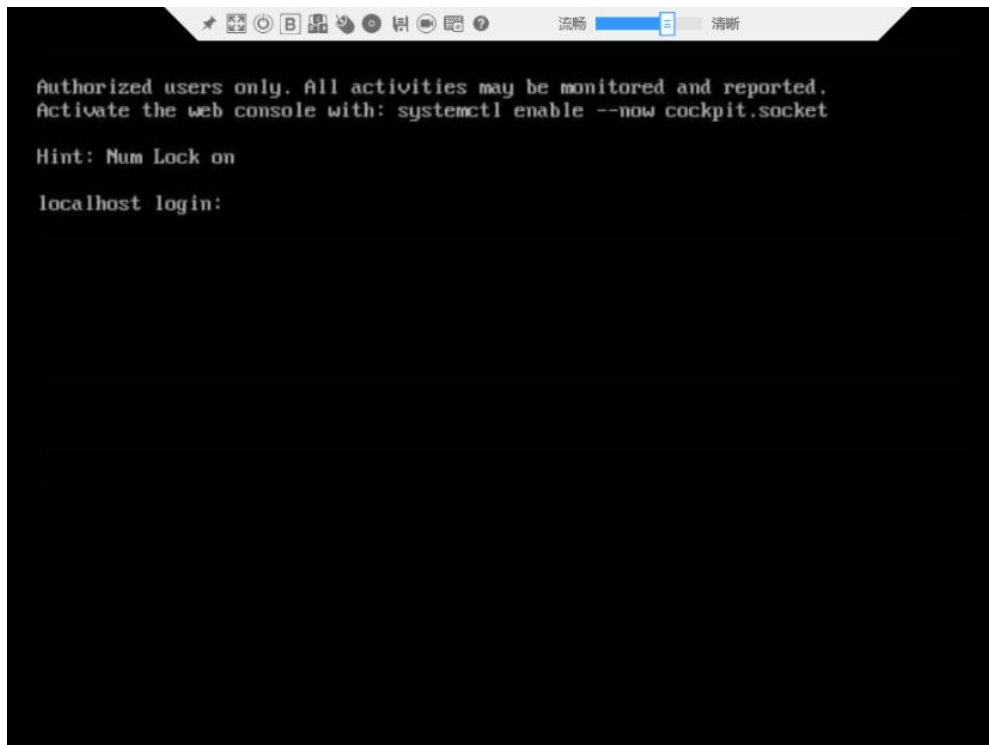 B 流畅 清晰
Authorized users only. All activities may be monitored and reported.
Activate the web console with: systemctl enable --now cockpit.socket
Hint: Num Lock on
localhost login: